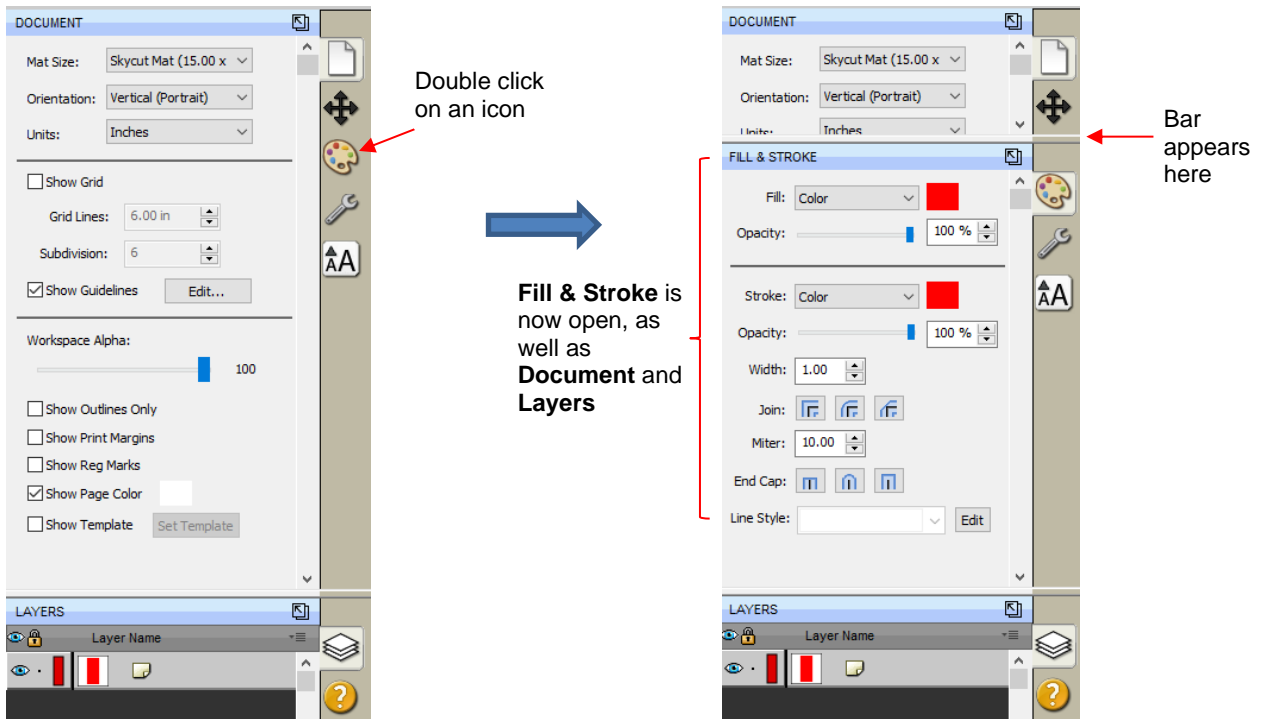 DOCUMENT
Mat Size: Skycut Mat (15.00 x
Orientation: Vertical (Portrait)
Units: Inches
Show Grid
Grid Lines: 6.00 in
Subdivision: 6
Show Guidelines Edit...
Workspace Alpha:
100
Show Outlines Only
Show Print Margins
Show Reg Marks
Show Page Color
Show Template Set Template
LAYERS
Layer Name
AA
?
Double click
on an icon
Fill & Stroke is
now open, as
well as
Document and
Layers
DOCUMENT
Mat Size: Skycut Mat (15.00 x
Orientation: Vertical (Portrait)
Units: Inches
FILL & STROKE
Fill: Color
Opacity: 100 %
Stroke: Color
Opacity: 100 %
Width: 1.00
Join:
Miter: 10.00
End Cap:
Line Style: Edit
LAYERS
Layer Name
AA
?
Bar
appears
here